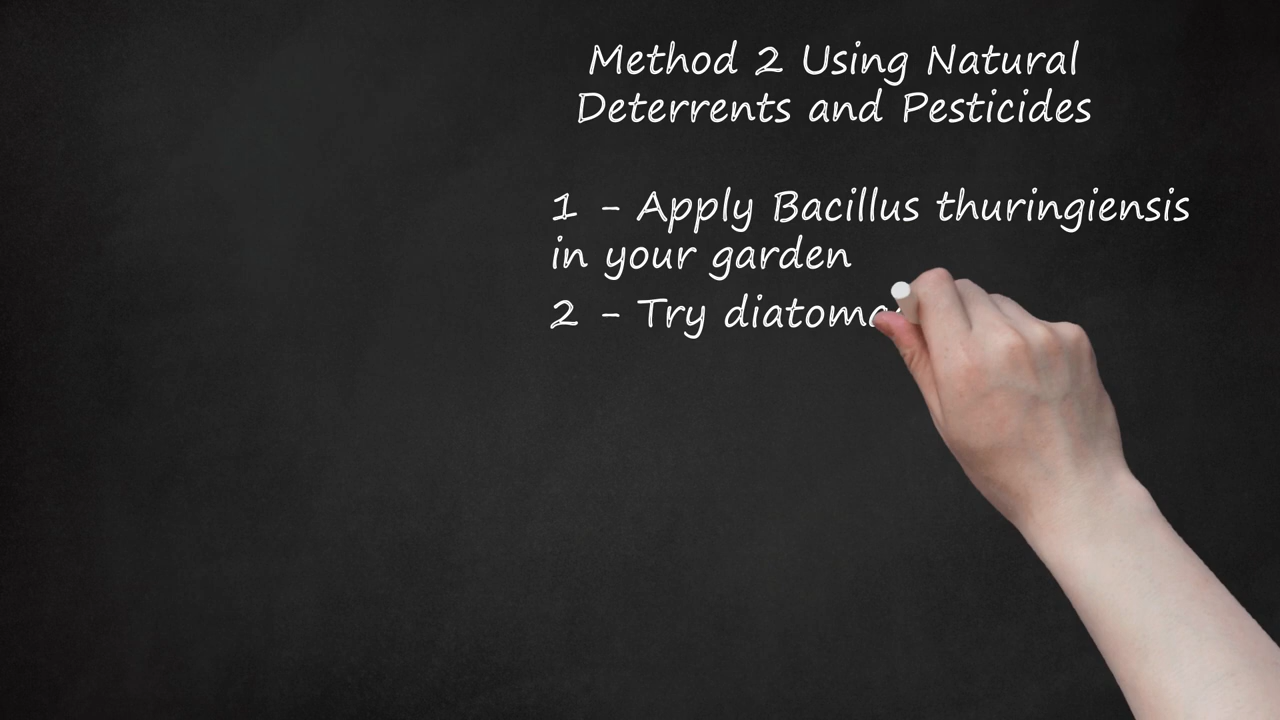 Method 2 Using Natural
Deterrents and Pesticides
1 - Apply Bacillus thuringiensis
in your garden
2 - Try